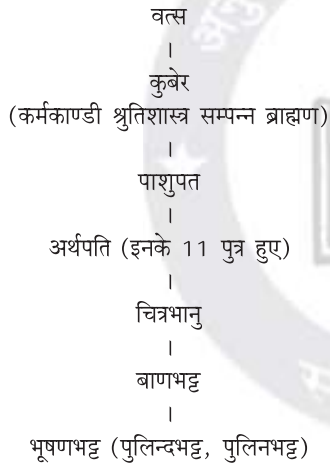 वत्स
।
कुबेर
(कर्मकाण्डी श्रुतिशास्त्र सम्पन्न ब्राह्मण)
।
पाशुपत
।
अर्थपति (इनके 11 पुत्र हुए)
।
चित्रभानु
।
बाणभट्ट
।
भूषणभट्ट (पुलिन्दभट्ट, पुलिनभट्ट)